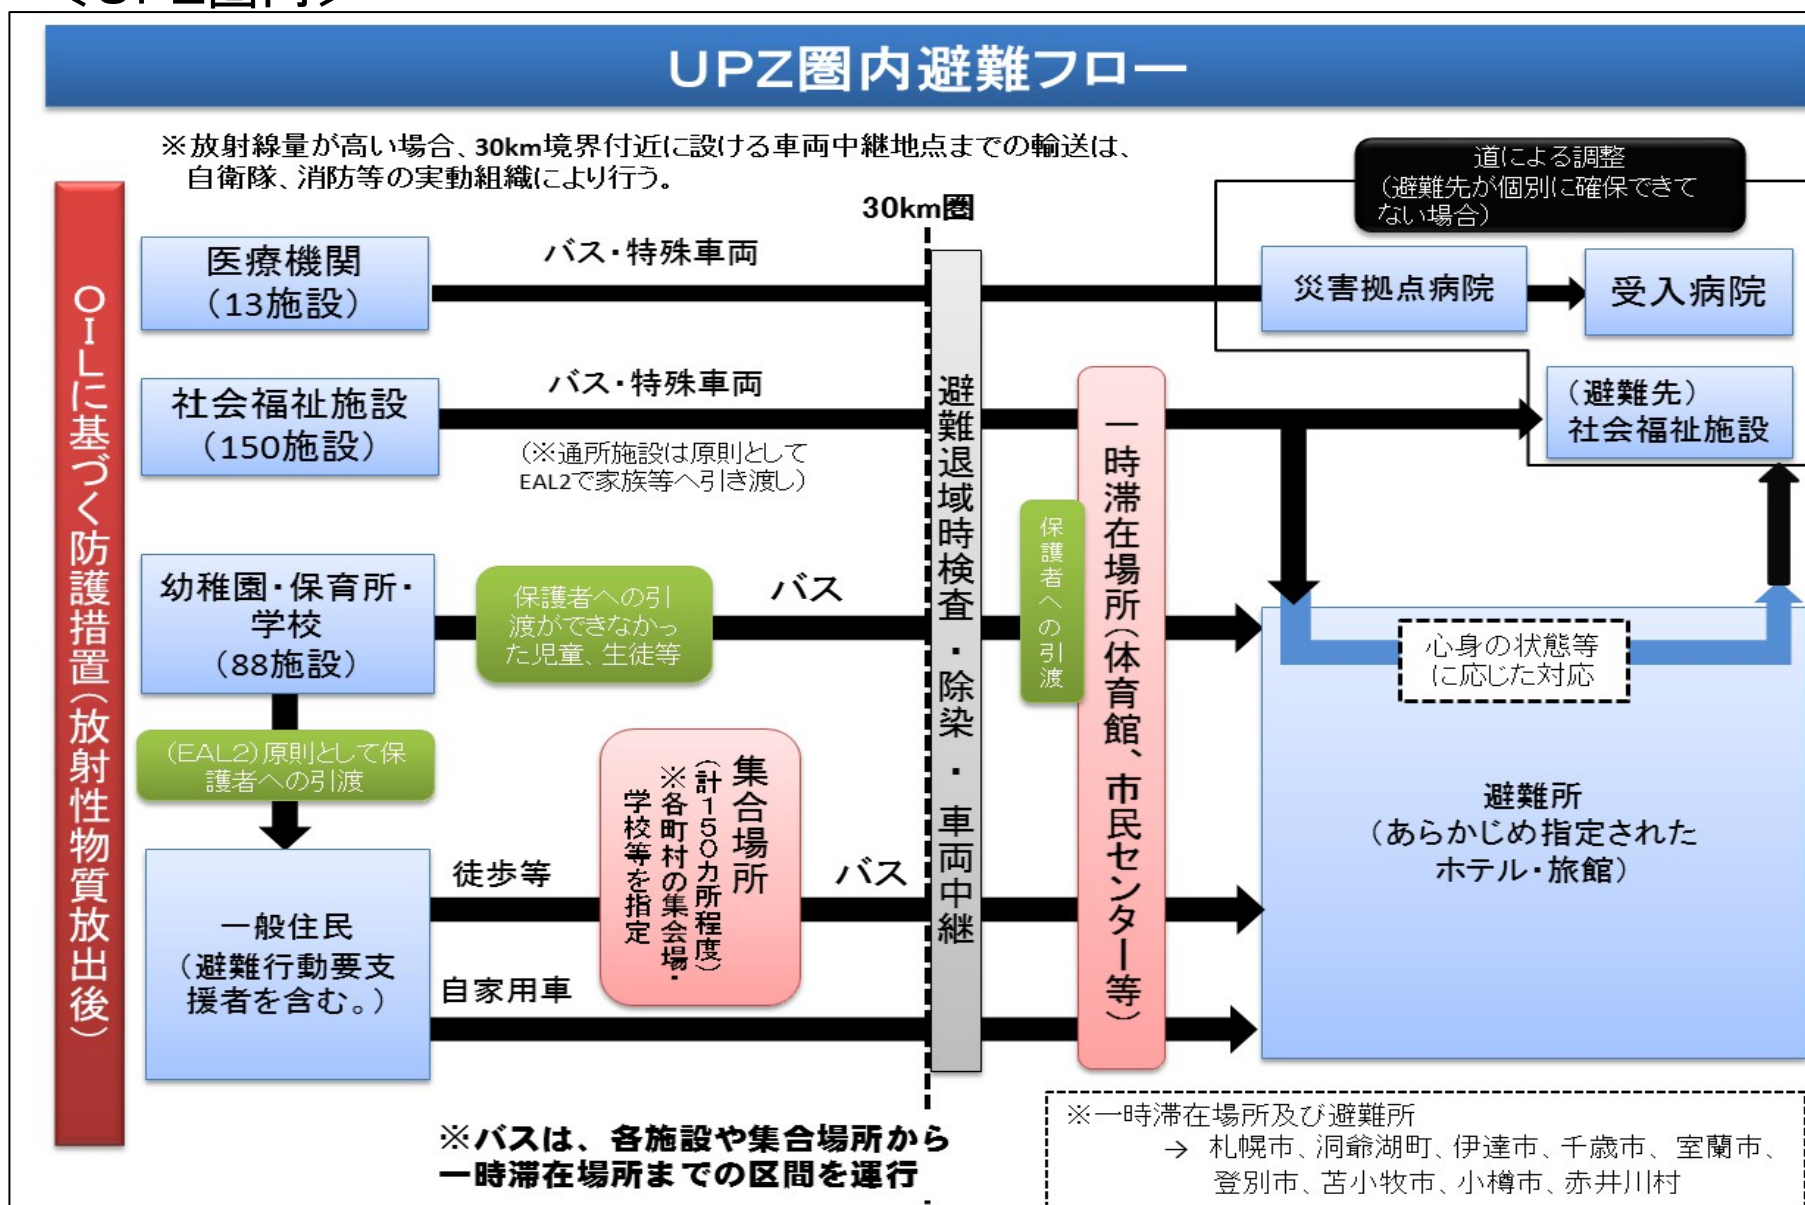 ＜UPZ圏内＞
UPZ圏内避難フロー
※放射線量が高い場合、30km境界付近に設ける車両中継地点までの輸送は、
自衛隊、消防等の実動組織により行う。
道による調整
（避難先が個別に確保できて
ない場合）
30km圏
OILに基づく防護措置（放射性物質放出後）
医療機関
（13施設）
バス・特殊車両
災害拠点病院
受入病院
社会福祉施設
（150施設）
バス・特殊車両
（※通所施設は原則として
EAL2で家族等へ引き渡し）
（避難先）
社会福祉施設
避難退域時検査・除染・車両中継
一時滞在場所（体育館、市民センター等）
保護者への引渡
幼稚園・保育所・
学校
（88施設）
保護者への引
渡ができなかっ
た児童、生徒等
バス
心身の状態等
に応じた対応
（EAL2）原則として保
護者への引渡
集合場所
（計150カ所程度）
※各町村の集会場・
学校等を指定
避難所
（あらかじめ指定された
ホテル・旅館）
一般住民
（避難行動要支
援者を含む。）
徒歩等
バス
自家用車
※バスは、各施設や集合場所から
一時滞在場所までの区間を運行
※一時滞在場所及び避難所
→ 札幌市、洞爺湖町、伊達市、千歳市、室蘭市、
登別市、苫小牧市、小樽市、赤井川村